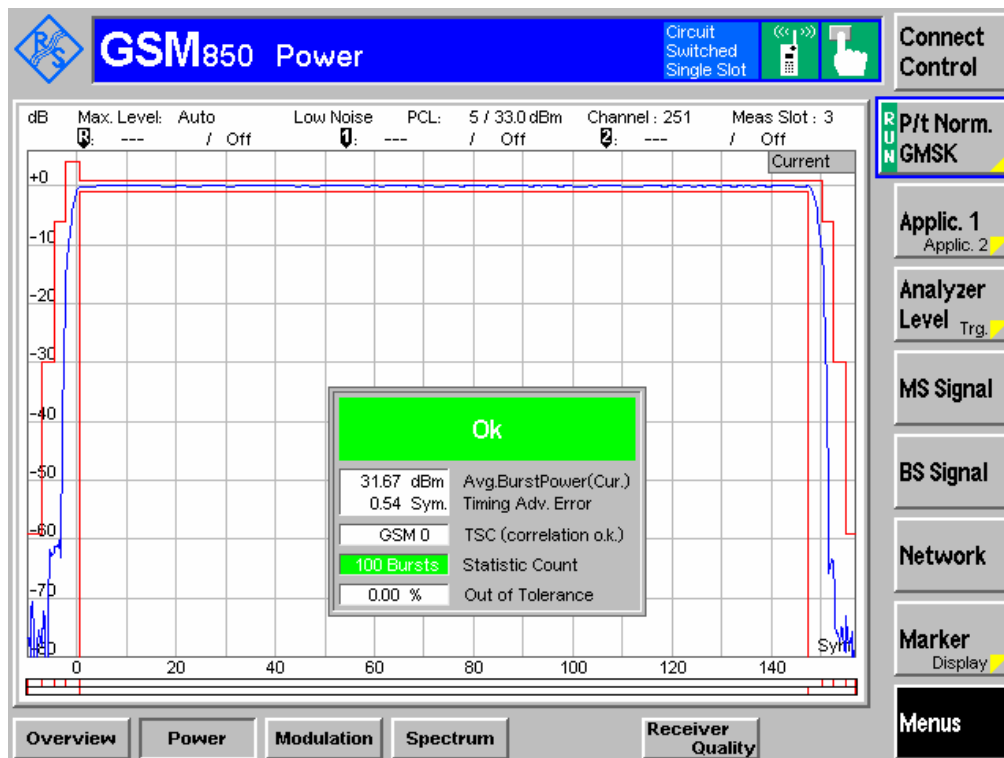 R S
GSM850 Power
Circuit
Switched
Single Slot
Connect
Control
dB Max. Level: Auto Low Noise PCL: 5 / 33.0 dBm Channel : 251 Meas Slot : 3
R: --- / Off 1: --- / Off 2: --- / Off
RUN
P/t Norm.
GMSK
Current
+0
-10
-20
-30
-40
-50
-60
-70
-80
Applic. 1
Applic. 2
Analyzer
Level Trg.
MS Signal
BS Signal
Network
Marker
Display
Menus
Ok
31.67 dBm Avg.BurstPower(Cur.)
0.54 Sym. Timing Adv. Error
GSM 0 TSC (correlation o.k.)
100 Bursts Statistic Count
0.00 % Out of Tolerance
0 20 40 60 80 100 120 140
Overview Power Modulation Spectrum Receiver
Quality